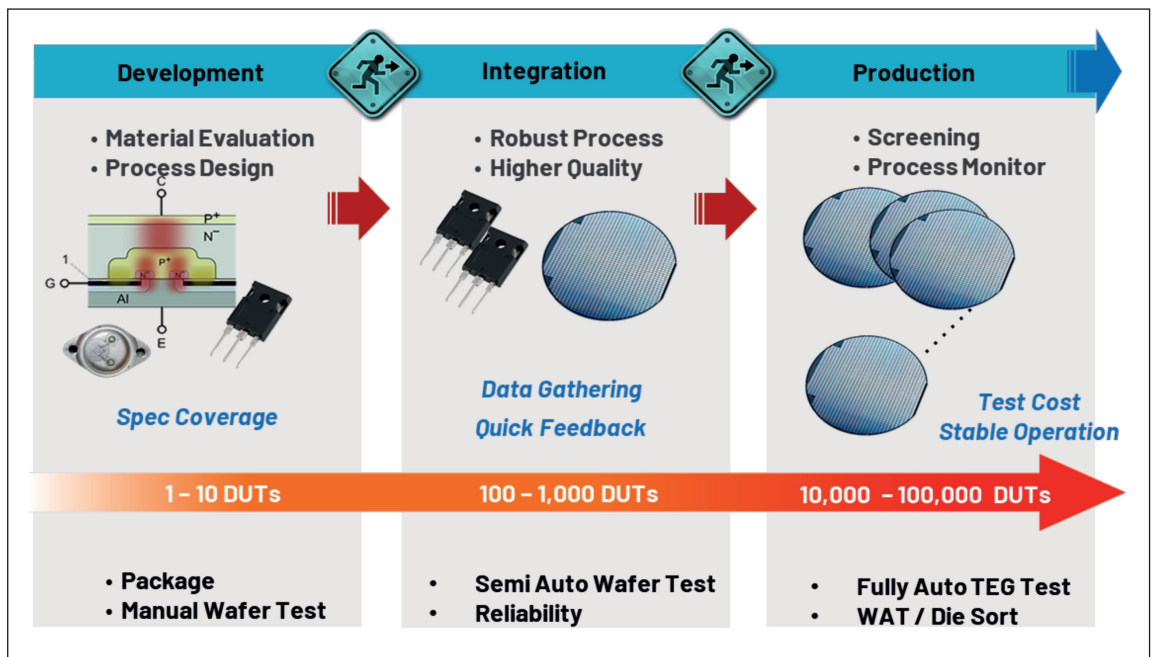 Development
Integration
Production
• Material Evaluation
• Process Design
• Robust Process
• Higher Quality
• Screening
• Process Monitor
C
P+
N−
P+
1
N
N
G
Al
E
Spec Coverage
Data Gathering
Quick Feedback
Test Cost
Stable Operation
1 – 10 DUTs
100 – 1,000 DUTs
10,000 – 100,000 DUTs
• Package
• Manual Wafer Test
• Semi Auto Wafer Test
• Reliability
• Fully Auto TEG Test
• WAT / Die Sort